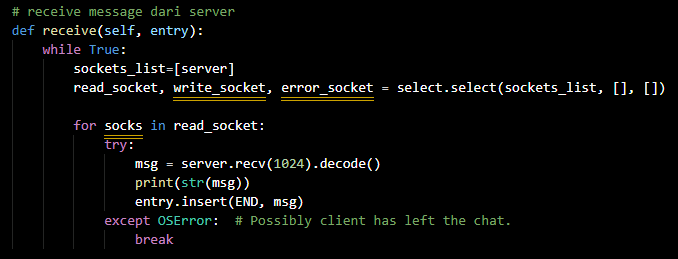 # receive message dari server
def receive(self, entry):
    while True:
        sockets_list=[server]
        read_socket, write_socket, error_socket = select.select(sockets_list, [], [])

        for socks in read_socket:
            try:
                msg = server.recv(1024).decode()
                print(str(msg))
                entry.insert(END, msg)
            except OSError:  # Possibly client has left the chat.
                break